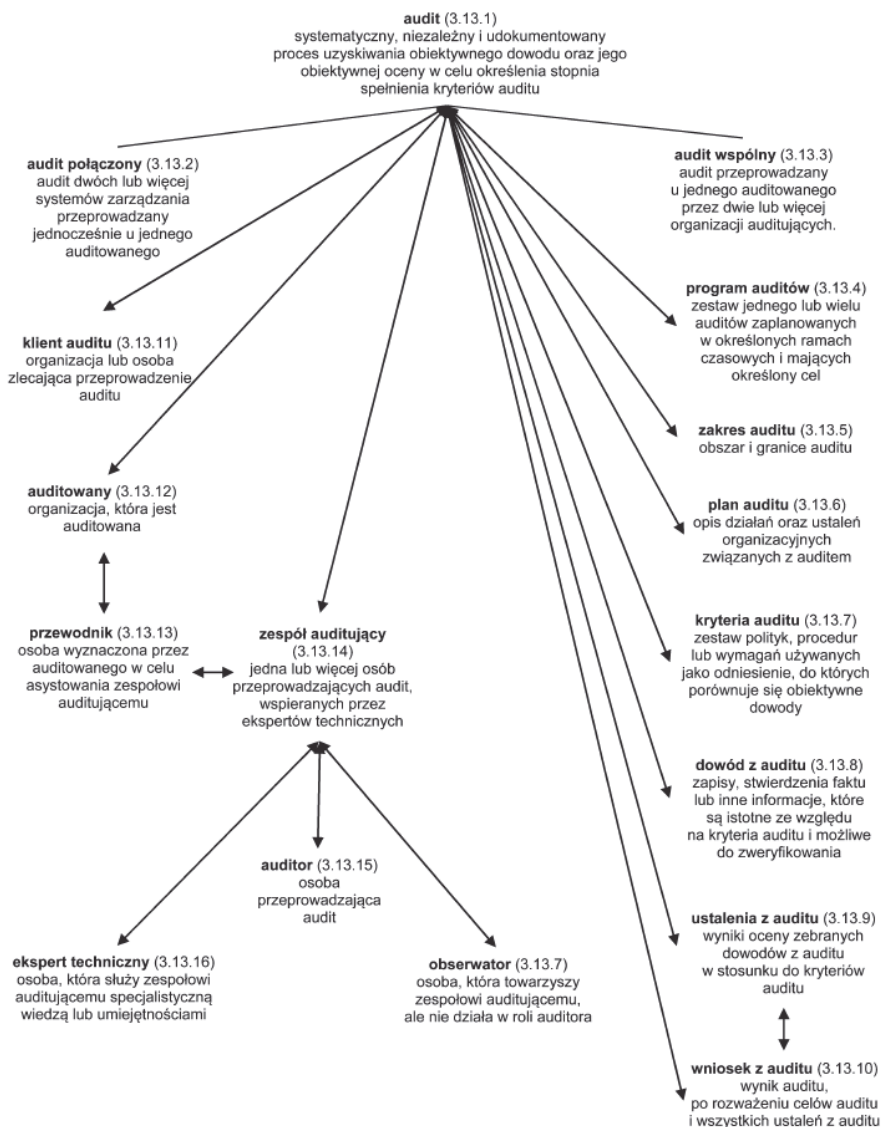 audit (3.13.1)
systematyczny, niezależny i udokumentowany
proces uzyskiwania obiektywnego dowodu oraz jego
obiektywnej oceny w celu określenia stopnia
spełnienia kryteriów auditu
audit połączony (3.13.2)
audit dwóch lub więcej
systemów zarządzania
przeprowadzany
jednocześnie u jednego
auditowanego
audit wspólny (3.13.3)
audit przeprowadzany
u jednego auditowanego
przez dwie lub więcej
organizacji auditujących.
program auditów (3.13.4)
zestaw jednego lub wielu
auditów zaplanowanych
w określonych ramach
czasowych i mających
określony cel
klient auditu (3.13.11)
organizacja lub osoba
zlecająca przeprowadzenie
auditu
zakres auditu (3.13.5)
obszar i granice auditu
auditowany (3.13.12)
organizacja, która jest
auditowana
plan auditu (3.13.6)
opis działań oraz ustaleń
organizacyjnych
związanych z auditem
przewodnik (3.13.13)
osoba wyznaczona przez
auditowanego w celu
asystowania zespołowi
auditującemu
zespół auditujący
(3.13.14)
jedna lub więcej osób
przeprowadzających audit,
wspieranych przez
ekspertów technicznych
kryteria auditu (3.13.7)
zestaw polityk, procedur
lub wymagań używanych
jako odniesienie, do których
porównuje się obiektywne
dowody
dowód z auditu (3.13.8)
zapisy, stwierdzenia faktu
lub inne informacje, które
są istotne ze względu
na kryteria auditu i możliwe
do zweryfikowania
auditor (3.13.15)
osoba
przeprowadzająca
audit
ustalenia z auditu (3.13.9)
wyniki oceny zebranych
dowodów z auditu
w stosunku do kryteriów
auditu
ekspert techniczny (3.13.16)
osoba, która służy zespołowi
auditującemu specjalistyczną
wiedzą lub umiejętnościami
obserwator (3.13.7)
osoba, która towarzyszy
zespołowi auditującemu,
ale nie działa w roli auditora
wniosek z auditu (3.13.10)
wynik auditu,
po rozważeniu celów auditu
i wszystkich ustaleń z auditu